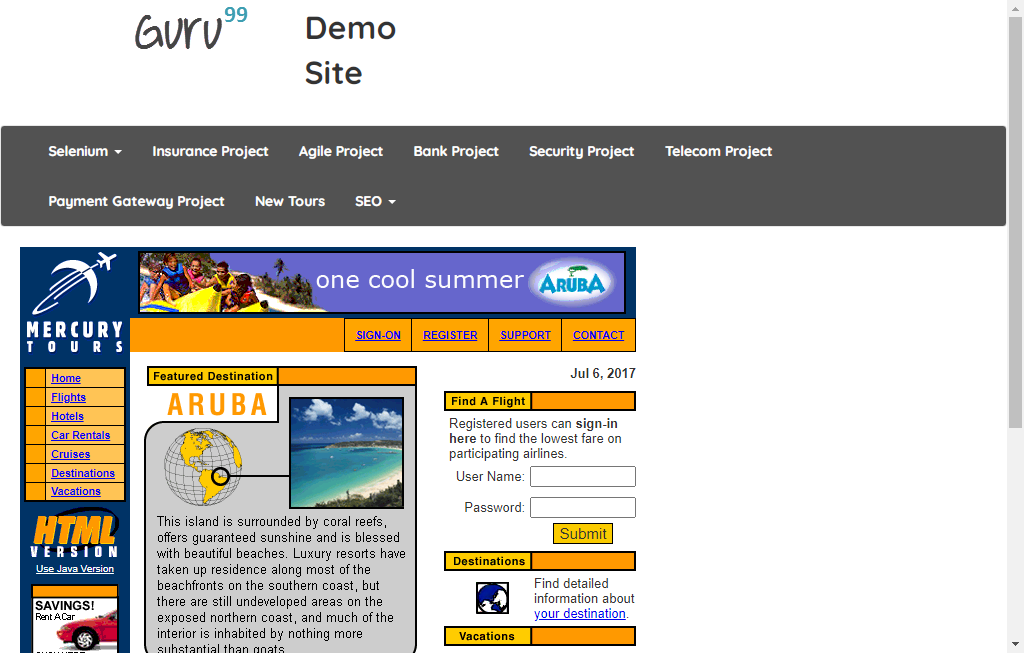 Guru99
Demo
Site
Selenium
Insurance Project
Agile Project
Bank Project
Security Project
Telecom Project
Payment Gateway Project
New Tours
SEO
one cool summer
ARUBA
MERCURY
TOURS
SIGN-ON
REGISTER
SUPPORT
CONTACT
Home
Flights
Hotels
Car Rentals
Cruises
Destinations
Vacations
HTML
VERSION
Use Java Version
SAVINGS!
Rent A Car
Featured Destination
ARUBA
This island is surrounded by coral reefs,
offers guaranteed sunshine and is blessed
with beautiful beaches. Luxury resorts have
taken up residence along most of the
beachfronts on the southern coast, but
there are still undeveloped areas on the
exposed northern coast, and much of the
interior is inhabited by nothing more
substantial than goats.
Jul 6, 2017
Find A Flight
Registered users can sign-in
here to find the lowest fare on
participating airlines.
User Name:
Password:
Submit
Destinations
Find detailed
information about
your destination.
Vacations